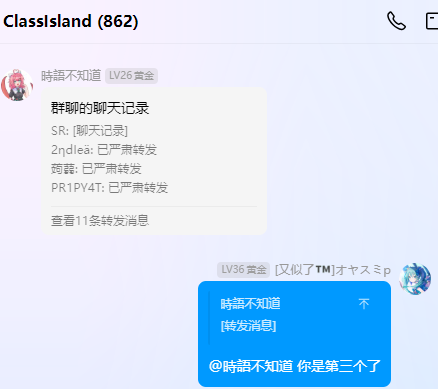 ClassIsland (862)
時語不知道 LV26 黄金
群聊的聊天记录
SR: [聊天记录]
2ηdleä: 已严肃转发
蒟蒻: 已严肃转发
PR1PY4T: 已严肃转发
查看11条转发消息
LV36 黄金 [又似了™]オヤスミp
時語不知道
[转发消息]
@時語不知道 你是第三个了